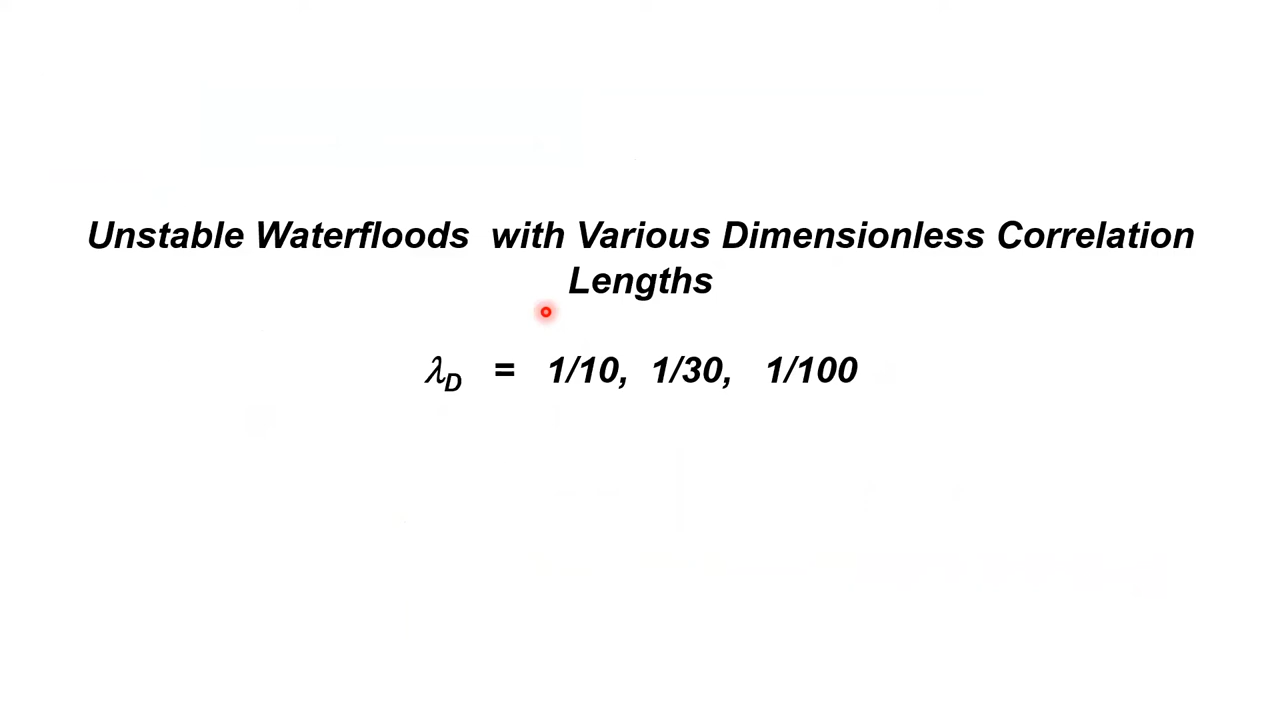 Unstable Waterfloods with Various Dimensionless Correlation
Lengths
λD = 1/10, 1/30, 1/100